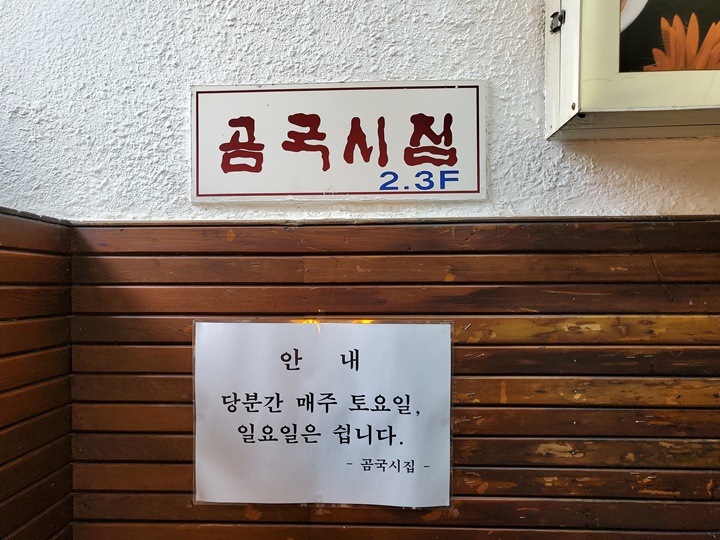 곰국시집
2.3F
안 내
당분간 매주 토요일,
일요일은 쉽니다.
- 곰국시집 -